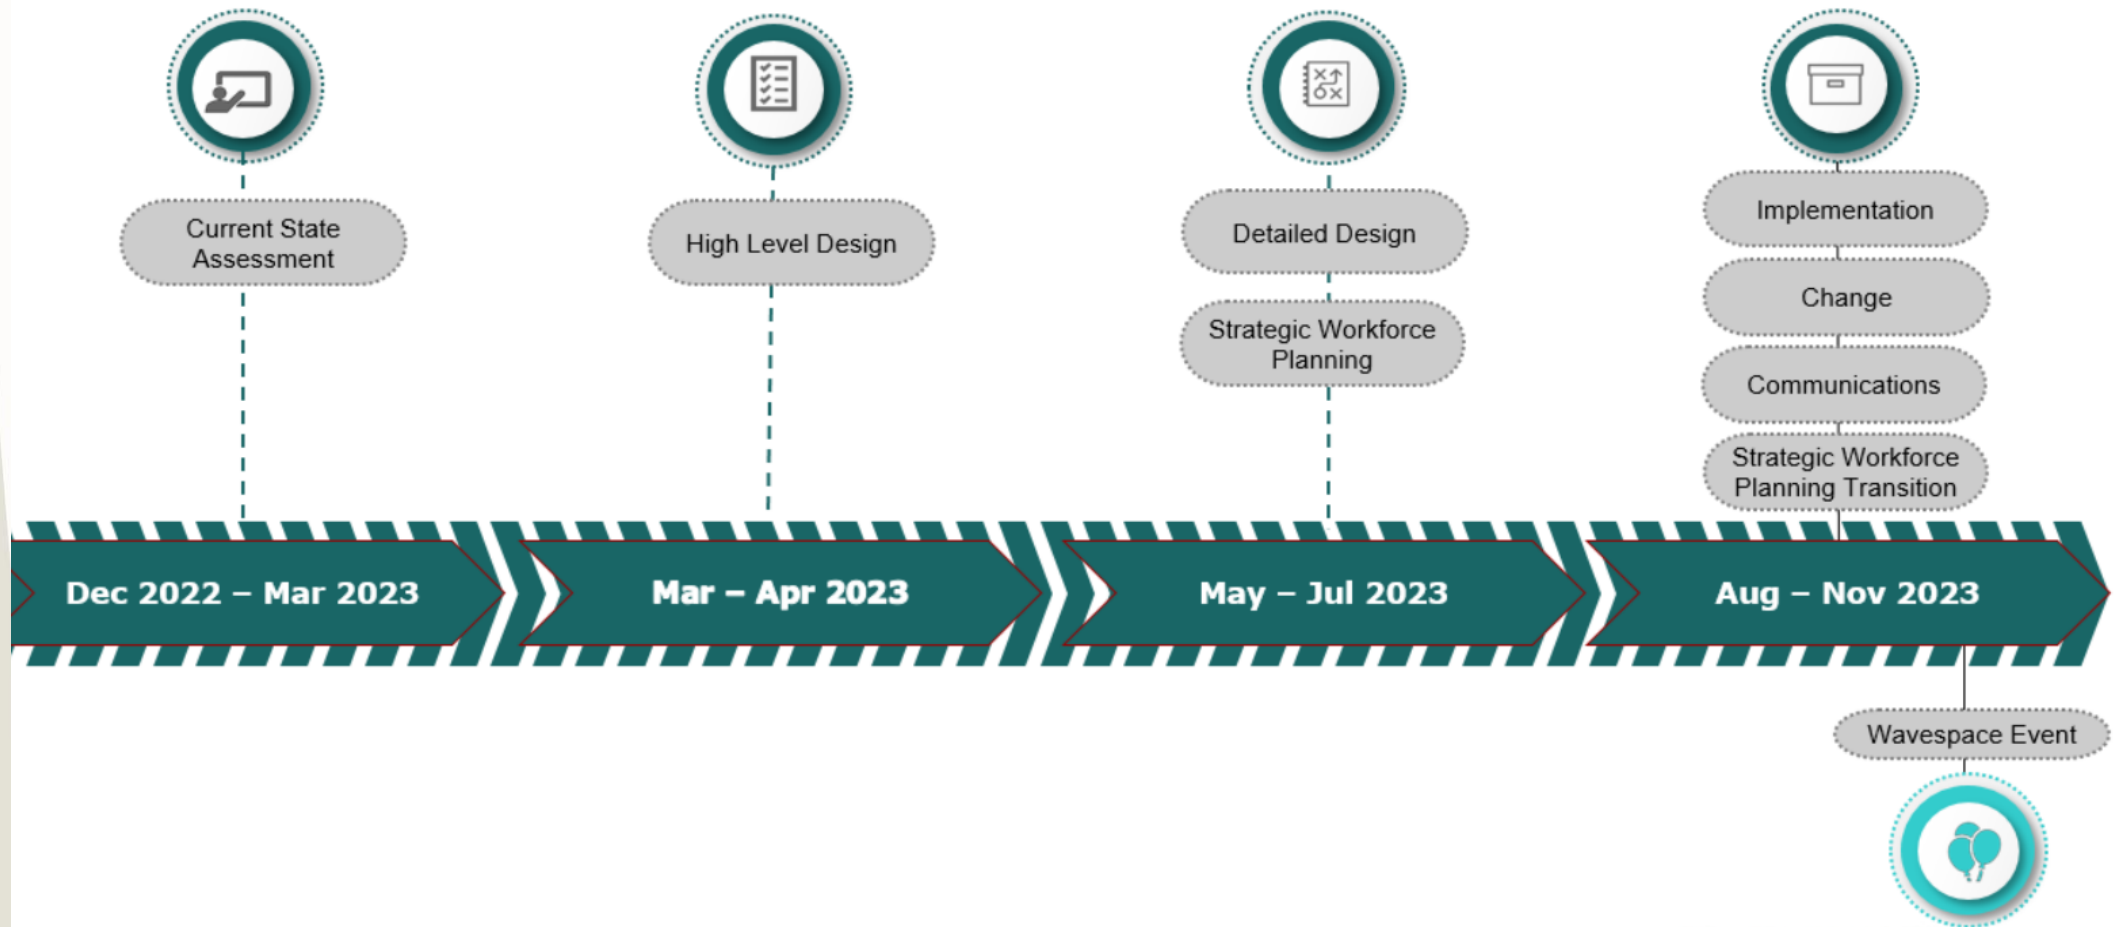 Current State
Assessment
High Level Design
Detailed Design
Strategic Workforce
Planning
Implementation
Change
Communications
Strategic Workforce
Planning Transition
Dec 2022 – Mar 2023
Mar – Apr 2023
May – Jul 2023
Aug – Nov 2023
Wavespace Event